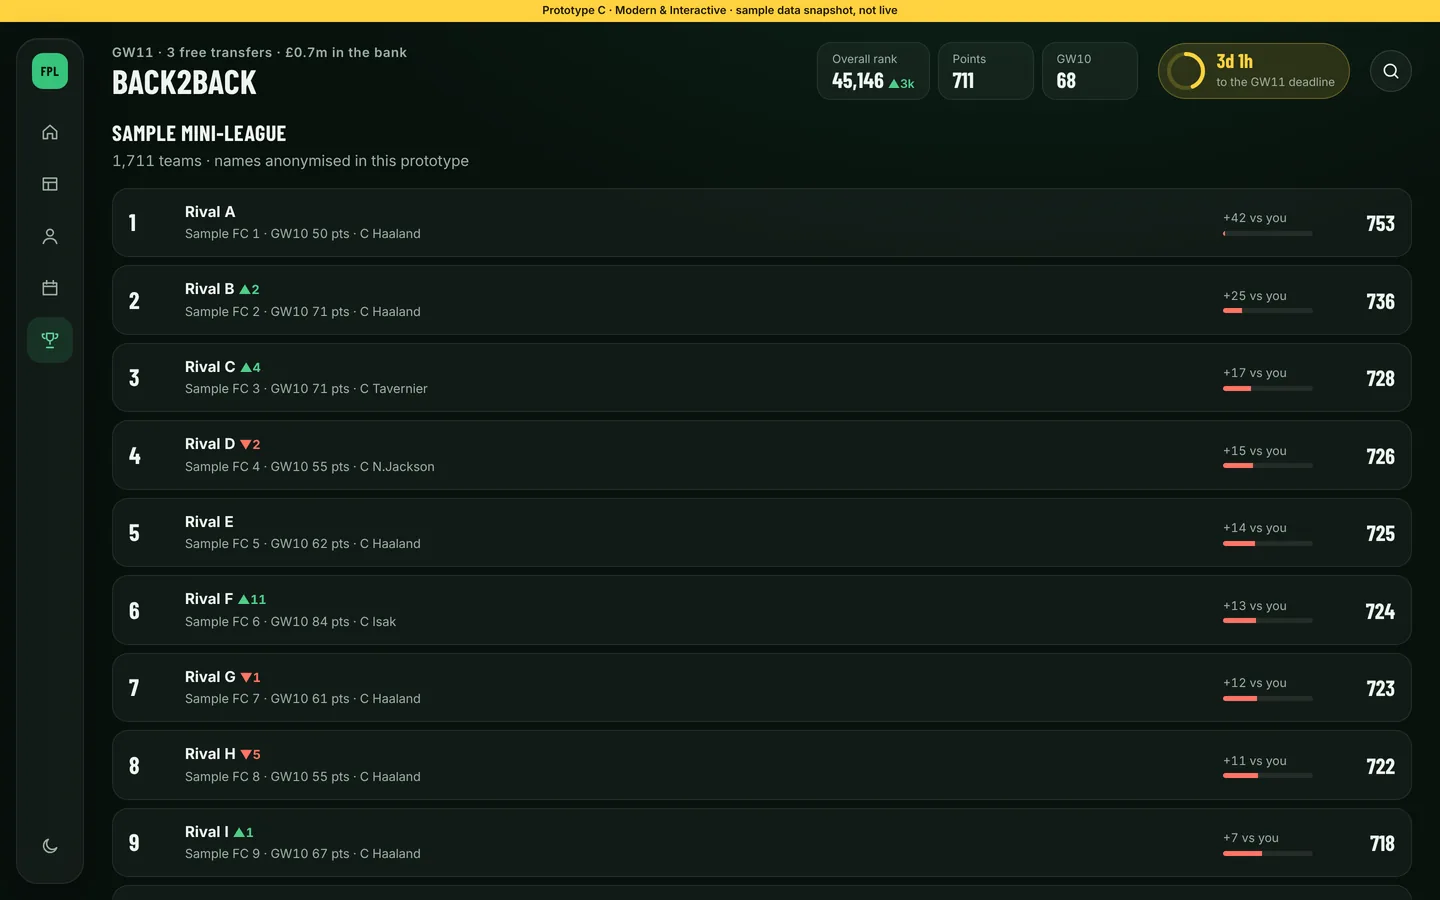 Prototype C · Modern & Interactive · sample data snapshot, not live
FPL
GW11 · 3 free transfers · £0.7m in the bank
BACK2BACK
Overall rank
45,146 ▲3k
Points
711
GW10
68
3d 1h
to the GW11 deadline
SAMPLE MINI-LEAGUE
1,711 teams · names anonymised in this prototype
1
Rival A
Sample FC 1 · GW10 50 pts · C Haaland
+42 vs you
753
2
Rival B ▲2
Sample FC 2 · GW10 71 pts · C Haaland
+25 vs you
736
3
Rival C ▲4
Sample FC 3 · GW10 71 pts · C Tavernier
+17 vs you
728
4
Rival D ▼2
Sample FC 4 · GW10 55 pts · C N.Jackson
+15 vs you
726
5
Rival E
Sample FC 5 · GW10 62 pts · C Haaland
+14 vs you
725
6
Rival F ▲11
Sample FC 6 · GW10 84 pts · C Isak
+13 vs you
724
7
Rival G ▼1
Sample FC 7 · GW10 61 pts · C Haaland
+12 vs you
723
8
Rival H ▼5
Sample FC 8 · GW10 55 pts · C Haaland
+11 vs you
722
9
Rival I ▲1
Sample FC 9 · GW10 67 pts · C Haaland
+7 vs you
718